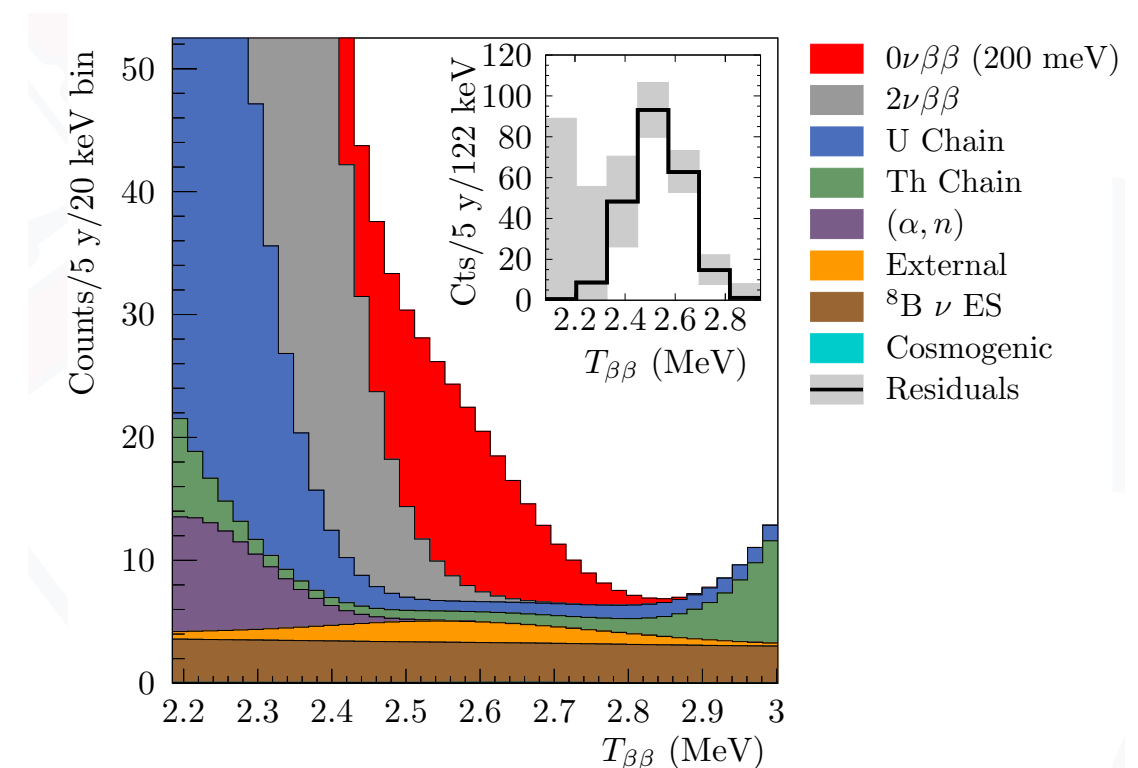 Counts/5 y/20 keV bin
50
40
30
20
10
0
2.2 2.3 2.4 2.5 2.6 2.7 2.8 2.9 3
Tββ (MeV)
Cts/5 y/122 keV
120
100
80
60
40
20
0
2.2 2.4 2.6 2.8
Tββ (MeV)
0νββ (200 meV)
2νββ
U Chain
Th Chain
(α, n)
External
⁸B ν ES
Cosmogenic
Residuals